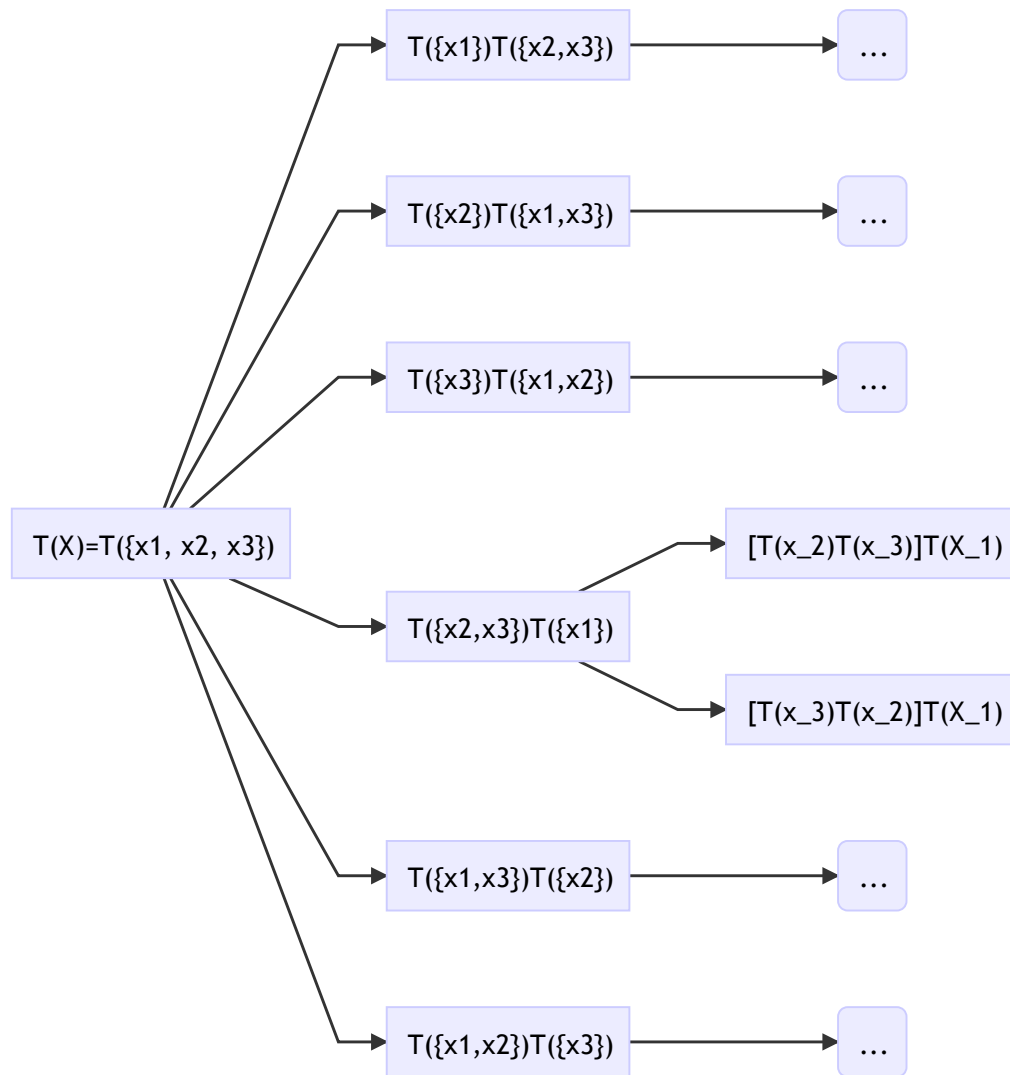 T({x1})T({x2,x3})
...
T({x2})T({x1,x3})
...
T({x3})T({x1,x2})
...
T(X)=T({x1, x2, x3})
[T(x_2)T(x_3)]T(X_1)
T({x2,x3})T({x1})
[T(x_3)T(x_2)]T(X_1)
T({x1,x3})T({x2})
...
T({x1,x2})T({x3})
...